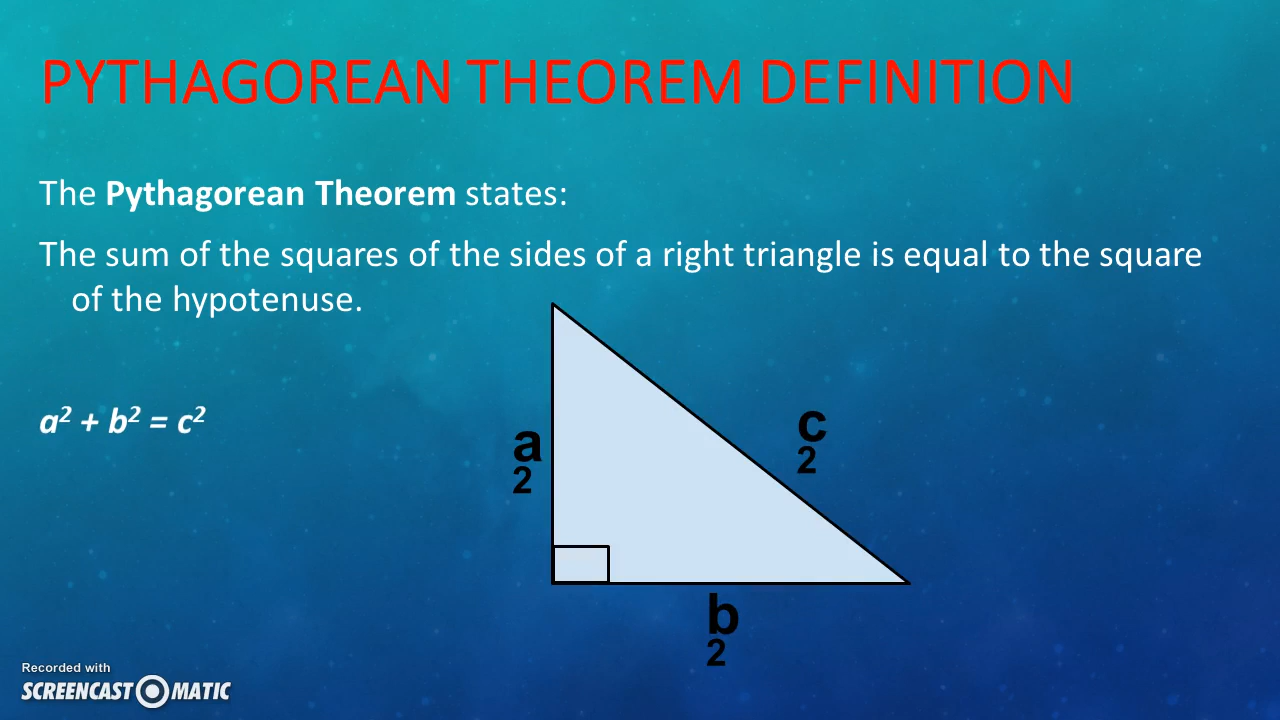 PYTHAGOREAN THEOREM DEFINITION
The Pythagorean Theorem states:
The sum of the squares of the sides of a right triangle is equal to the square
of the hypotenuse.
a² + b² = c²
a
2
c
2
b
2
Recorded with
SCREENCAST MATIC